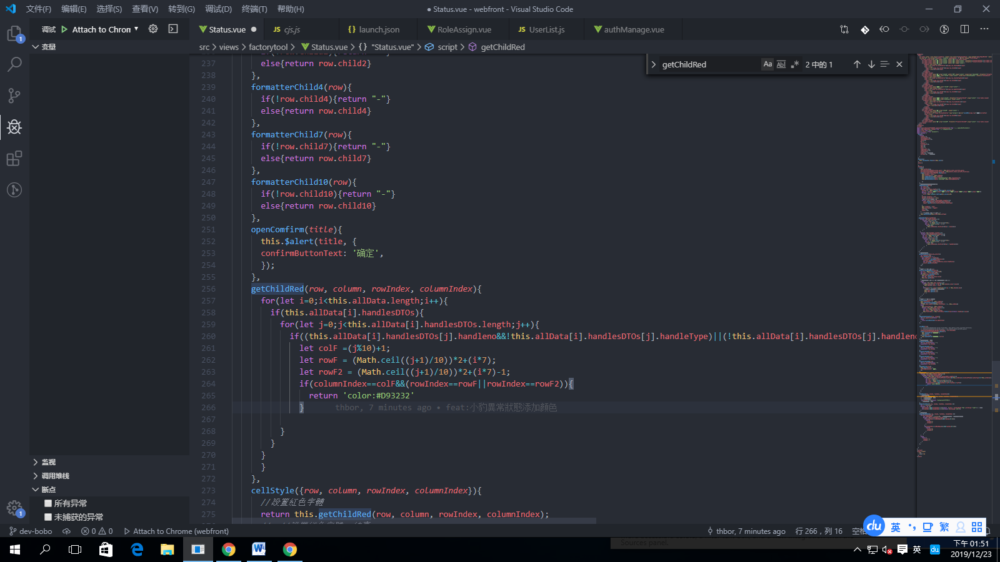 文件(F) 编辑(E) 选择(S) 查看(V) 转到(G) 调试(D) 终端(T) 帮助(H)
● Status.vue - webfront - Visual Studio Code
调试 Attach to Chrom
Status.vue ●
cjs.js
launch.json
RoleAssign.vue
UserList.js
authManage.vue
1
变量
src > views > factorytool > Status.vue > {} "Status.vue" > script > getChildRed
getChildRed
Aa Abl .*
2 中的 1
237 else{return row.child2}
238 },
239 formatterChild4(row){
240 if(!row.child4){return "-"}
241 else{return row.child4}
242 },
243 formatterChild7(row){
244 if(!row.child7){return "-"}
245 else{return row.child7}
246 },
247 formatterChild10(row){
248 if(!row.child10){return "-"}
249 else{return row.child10}
250 },
251 openComfirm(title){
252 this.$alert(title, {
253 confirmButtonText: '确定',
254 });
255 },
256 getChildRed(row, column, rowIndex, columnIndex){
257 for(let i=0;i<this.allData.length;i++){
258 if(this.allData[i].handlesDTOs){
259 for(let j=0;j<this.allData[i].handlesDTOs.length;j++){
260 if((this.allData[i].handlesDTOs[j].handleno&&!this.allData[i].handlesDTOs[j].handleType)||(!this.allData[i].handlesDTOs[j].handleno
261 let colF =(j%10)+1;
262 let rowF = (Math.ceil((j+1)/10))*2+(i*7);
263 let rowF2 = (Math.ceil((j+1)/10))*2+(i*7)-1;
264 if(columnIndex==colF&&(rowIndex==rowF||rowIndex==rowF2)){
265 return 'color:#D93232'
266 } thbor, 7 minutes ago • feat:小豹異常狀態添加顏色
267
268 }
269 }
270 }
271 }
272 },
273 cellStyle({row, column, rowIndex, columnIndex}){
274 //設置紅色字體
275 return this.getChildRed(row, column, rowIndex, columnIndex);
监视
调用堆栈
断点
所有异常
未捕获的异常
1
dev-bobo
0 0
Attach to Chrome (webfront)
thbor, 7 minutes ago
行 266，列 16
空格
du 英 繁
Sources panel.
英 du
下午 01:51
2019/12/23